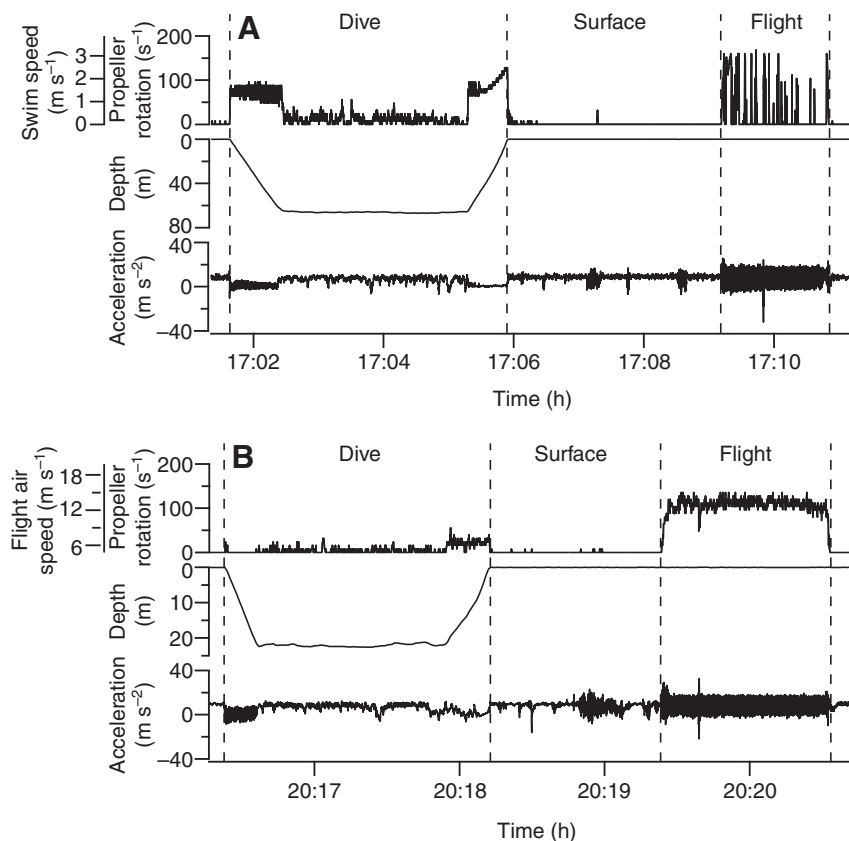 A
Dive
Surface
Flight
Swim speed
(m s⁻¹)
3
2
1
0
Propeller
rotation (s⁻¹)
200
100
0
Depth
(m)
0
40
80
Acceleration
(m s⁻²)
40
0
–40
17:02
17:04
17:06
17:08
17:10
Time (h)
B
Dive
Surface
Flight
Flight air
speed (m s⁻¹)
18
12
6
Propeller
rotation (s⁻¹)
200
100
0
Depth
(m)
0
10
20
Acceleration
(m s⁻²)
40
0
–40
20:17
20:18
20:19
20:20
Time (h)